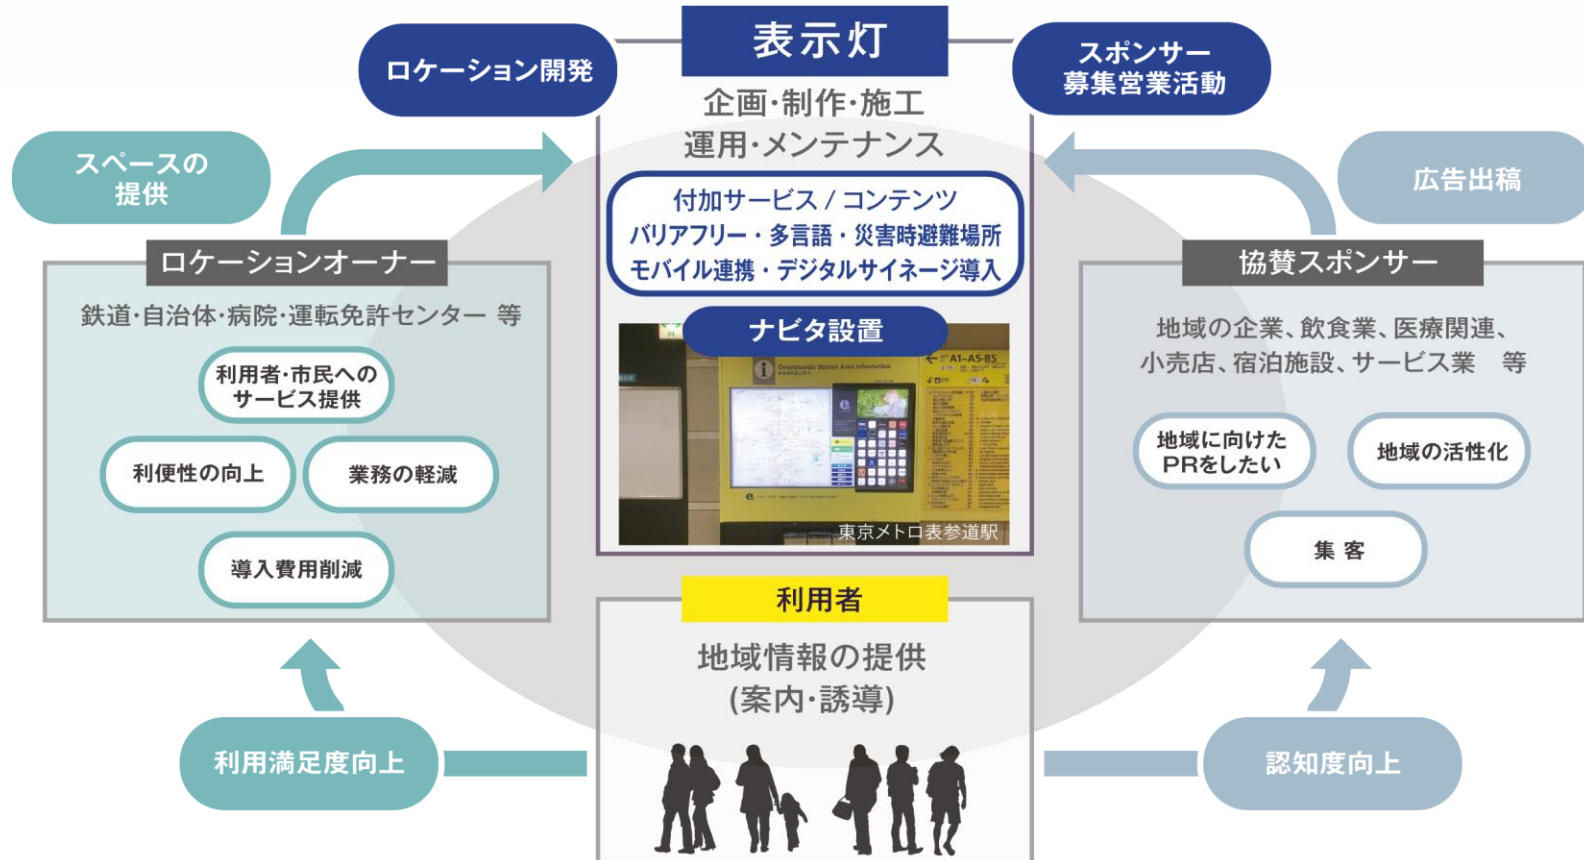 表示灯
ロケーション開発
スポンサー
募集営業活動
企画・制作・施工
運用・メンテナンス
付加サービス / コンテンツ
バリアフリー・多言語・災害時避難場所
モバイル連携・デジタルサイネージ導入
ナビタ設置
Omotesando Station Area Information
A1-A5・B5
東京メトロ表参道駅
スペースの
提供
ロケーションオーナー
鉄道・自治体・病院・運転免許センター 等
利用者・市民への
サービス提供
利便性の向上
業務の軽減
導入費用削減
広告出稿
協賛スポンサー
地域の企業、飲食業、医療関連、
小売店、宿泊施設、サービス業　等
地域に向けた
PRをしたい
地域の活性化
集 客
利用者
地域情報の提供
(案内・誘導)
利用満足度向上
認知度向上